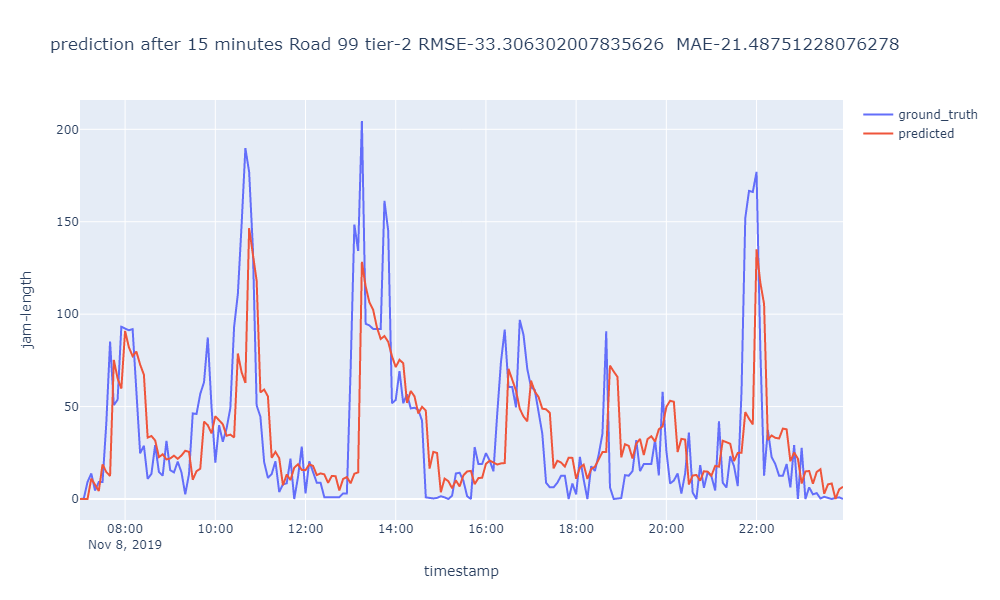 prediction after 15 minutes Road 99 tier-2 RMSE-33.306302007835626  MAE-21.48751228076278
ground_truth
predicted
200
150
100
50
0
jam-length
08:00 10:00 12:00 14:00 16:00 18:00 20:00 22:00
Nov 8, 2019
timestamp